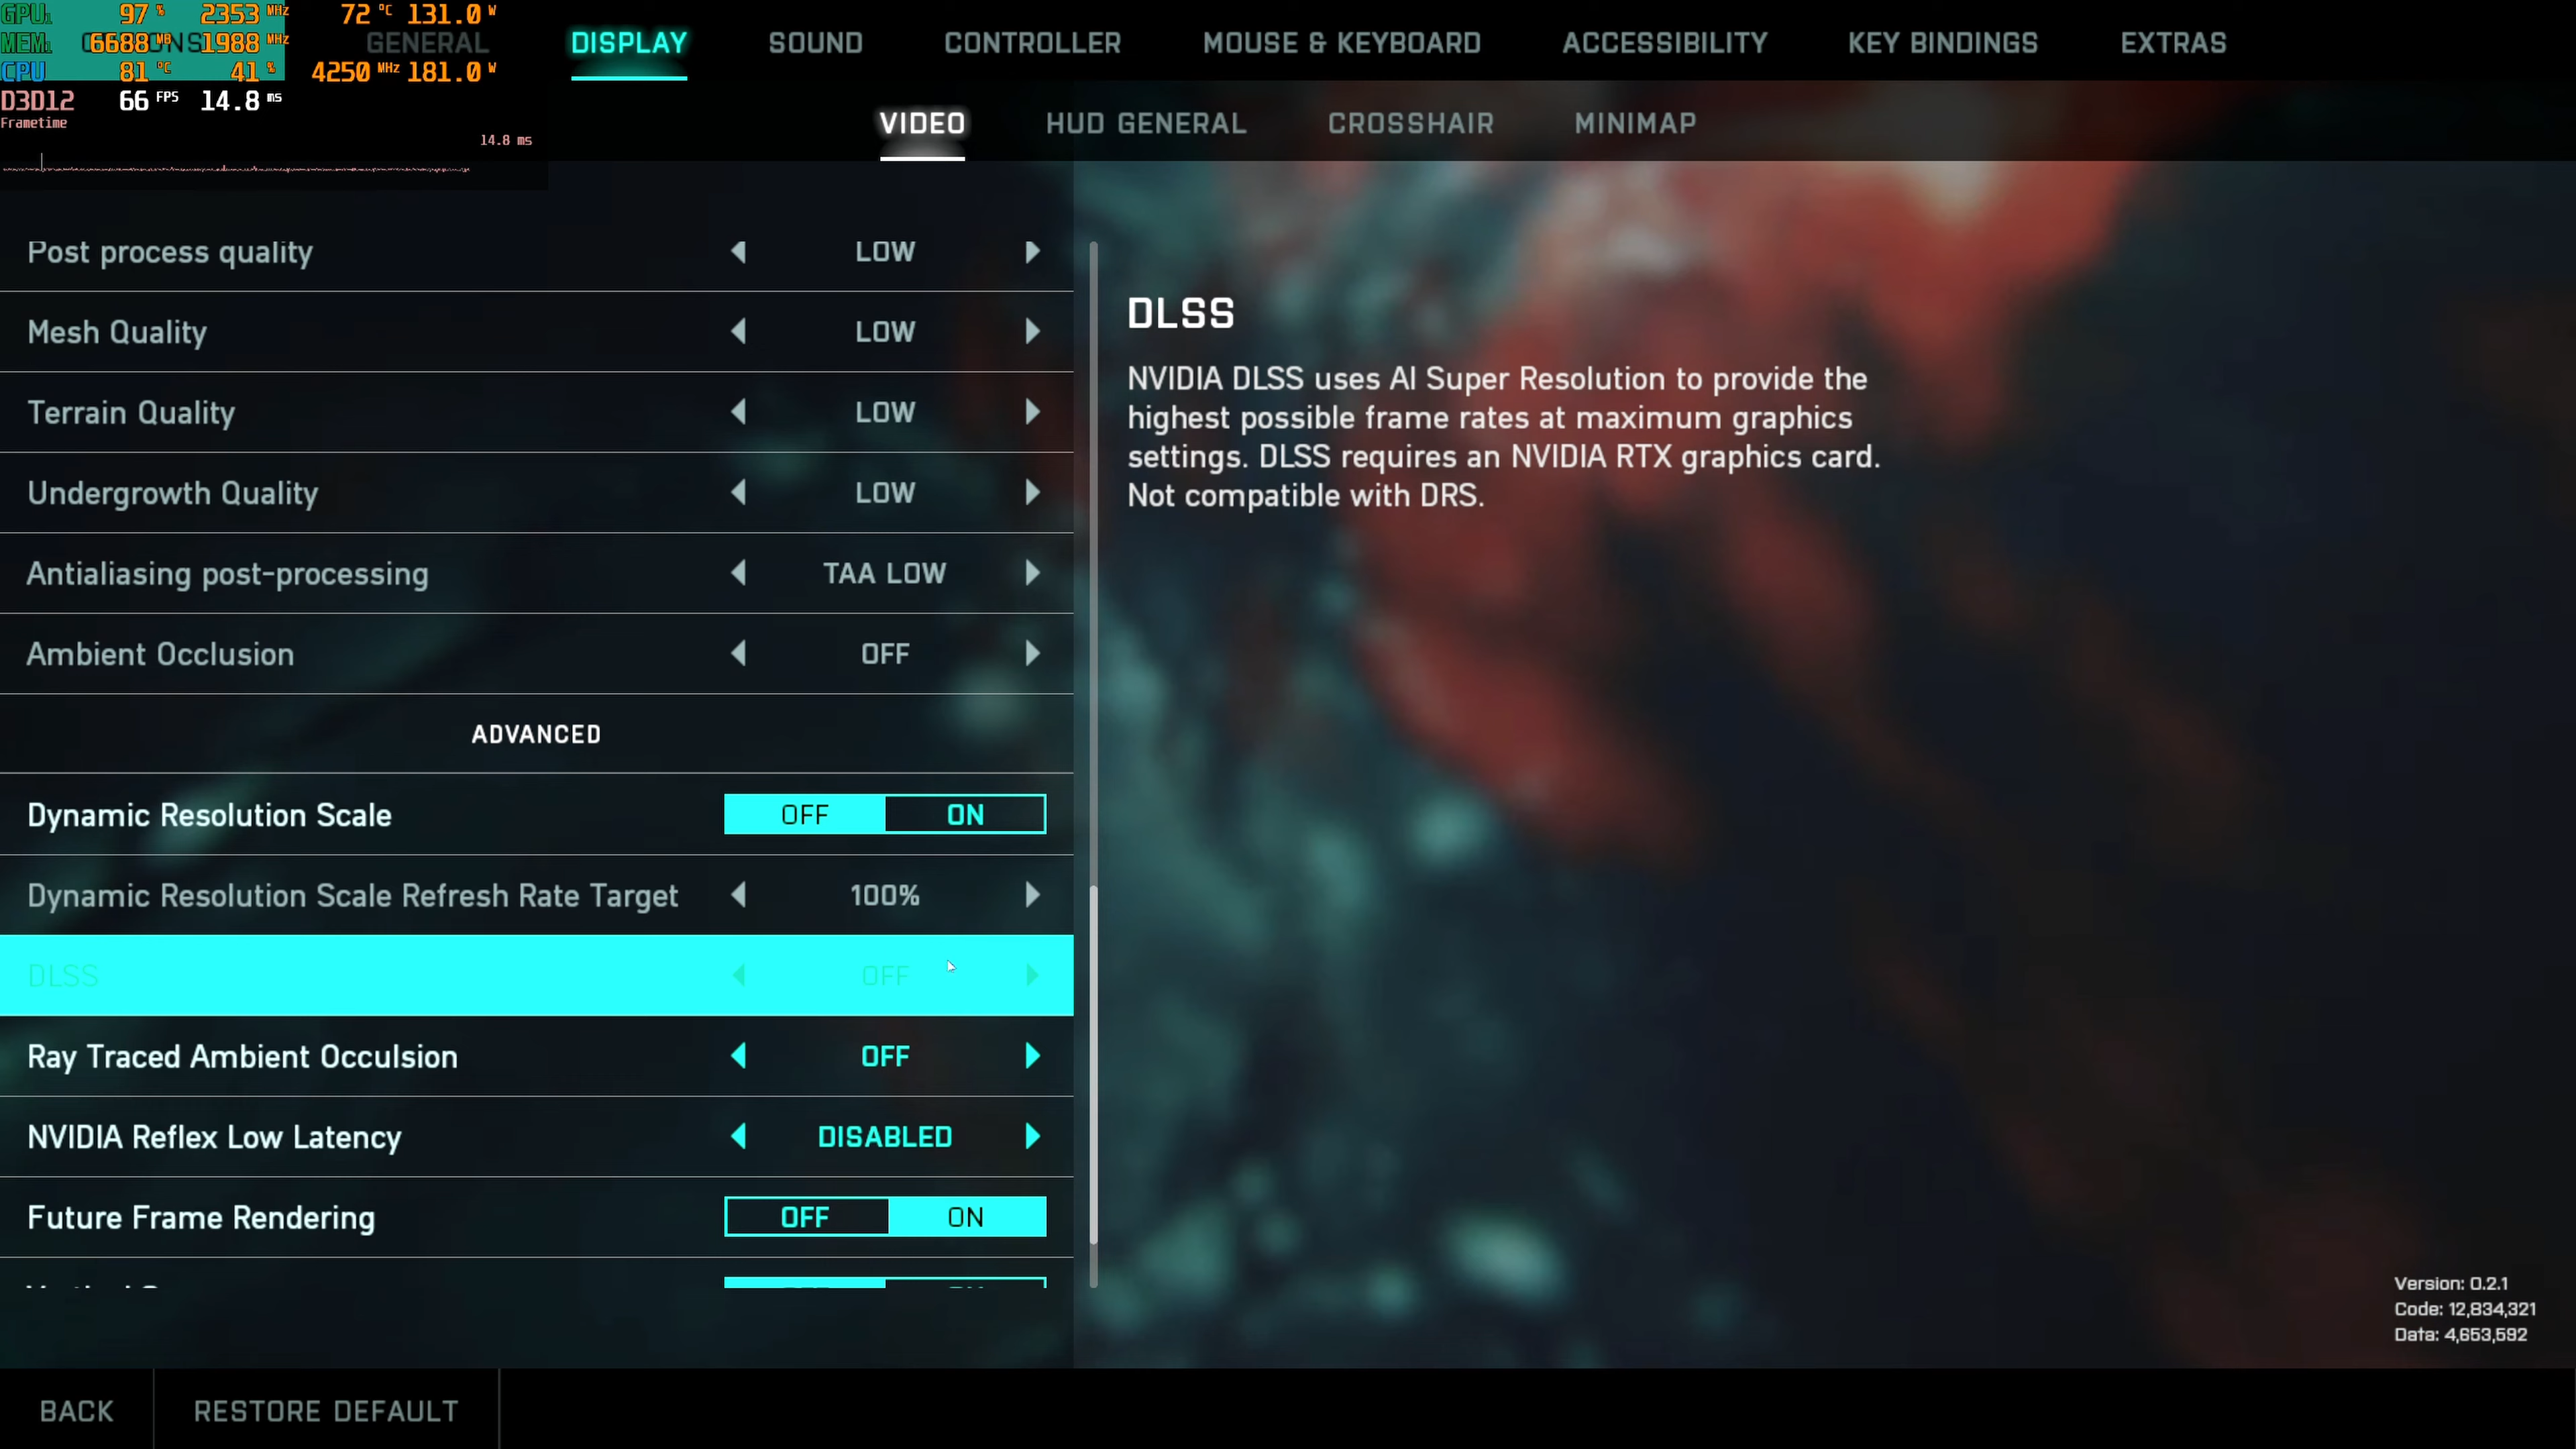 GPU1 97 % 2353 MHz 72 °C 131.0 W
MEM1 6688 MB 1988 MHz
CPU 81 °C 41 % 4250 MHz 181.0 W
D3D12 66 FPS 14.8 ms
Frametime
14.8 ms
GENERAL DISPLAY SOUND CONTROLLER MOUSE & KEYBOARD ACCESSIBILITY KEY BINDINGS EXTRAS
VIDEO HUD GENERAL CROSSHAIR MINIMAP
Post process quality LOW
Mesh Quality LOW
Terrain Quality LOW
Undergrowth Quality LOW
Antialiasing post-processing TAA LOW
Ambient Occlusion OFF
ADVANCED
Dynamic Resolution Scale OFF ON
Dynamic Resolution Scale Refresh Rate Target 100%
DLSS OFF
Ray Traced Ambient Occulsion OFF
NVIDIA Reflex Low Latency DISABLED
Future Frame Rendering OFF ON
DLSS
NVIDIA DLSS uses AI Super Resolution to provide the
highest possible frame rates at maximum graphics
settings. DLSS requires an NVIDIA RTX graphics card.
Not compatible with DRS.
Version: 0.2.1
Code: 12,834,321
Data: 4,653,592
BACK RESTORE DEFAULT